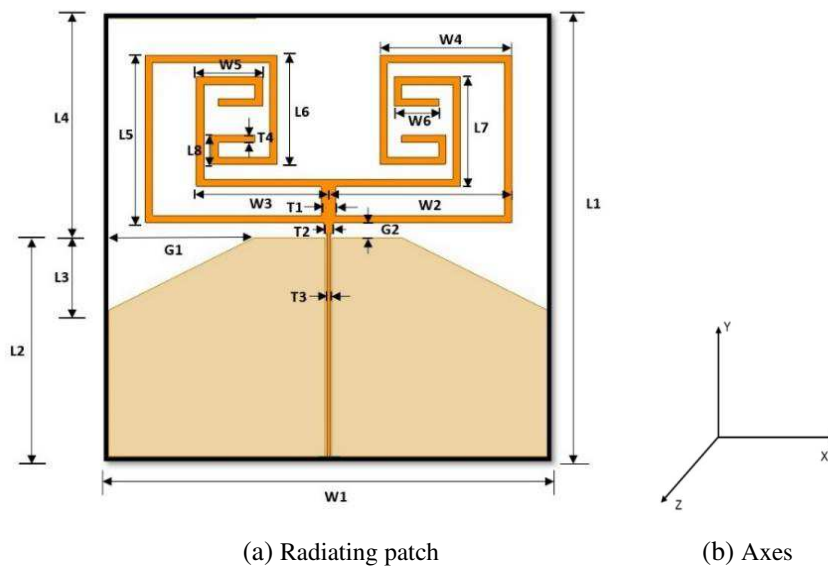 W4
W5
L4
L5
L6
W6
L7
T4
L8
W3
W2
T1
L1
T2
G2
G1
L3
T3
L2
Y
X
Z
W1
(a) Radiating patch
(b) Axes